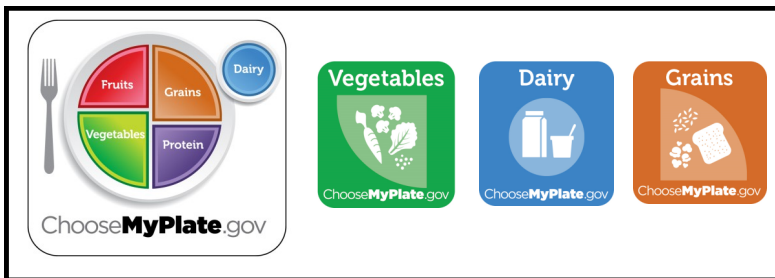 Fruits
Grains
Dairy
Vegetables
Protein
ChooseMyPlate.gov
Vegetables
ChooseMyPlate.gov
Dairy
ChooseMyPlate.gov
Grains
ChooseMyPlate.gov